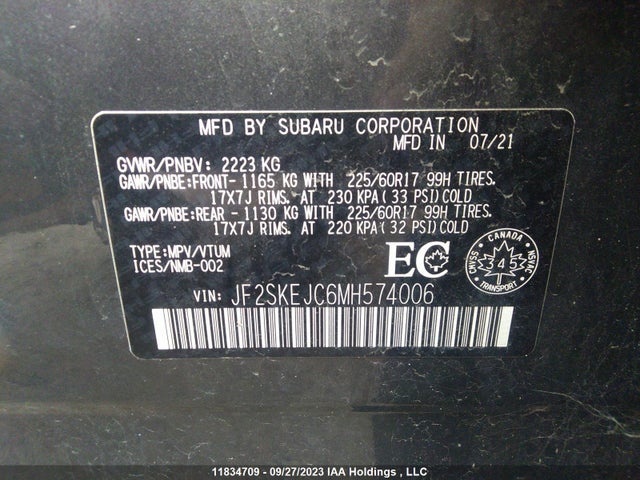 MFD BY SUBARU CORPORATION
MFD IN 07/21
GVWR/PNBV: 2223 KG
GAWR/PNBE:FRONT- 1165 KG WITH 225/60R17 99H TIRES.
17X7J RIMS. AT 230 KPA (33 PSI) COLD
GAWR/PNBE:REAR - 1130 KG WITH 225/60R17 99H TIRES.
17X7J RIMS. AT 220 KPA (32 PSI) COLD
TYPE:MPV/VTUM
ICES/NMB-002
EC
CANADA
CMVSS 345 NSVAC
TRANSPORT
VIN: JF2SKEJC6MH574006
11834709 - 09/27/2023 IAA Holdings , LLC